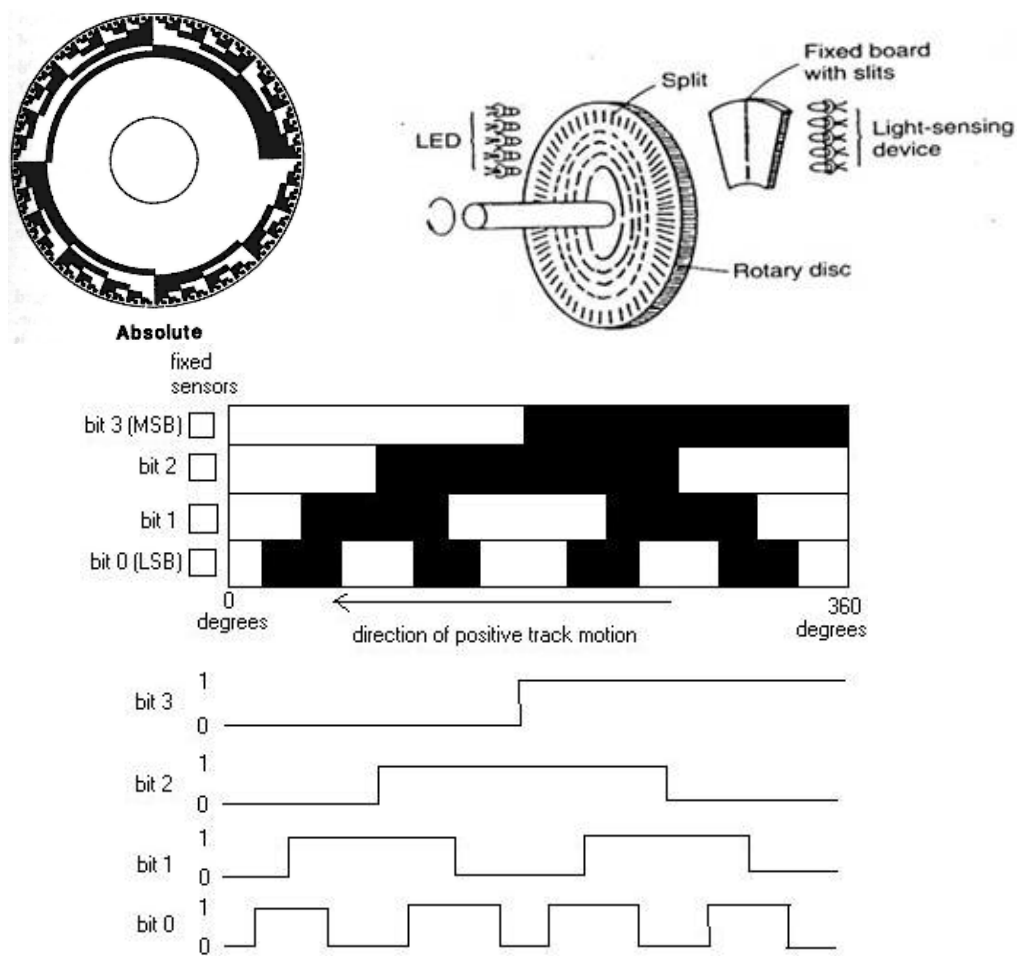 Absolute
LED
Split
Fixed board
with slits
Light-sensing
device
Rotary disc
fixed
sensors
bit 3 (MSB)
bit 2
bit 1
bit 0 (LSB)
0
degrees
direction of positive track motion
360
degrees
bit 3
1
0
bit 2
1
0
bit 1
1
0
bit 0
1
0